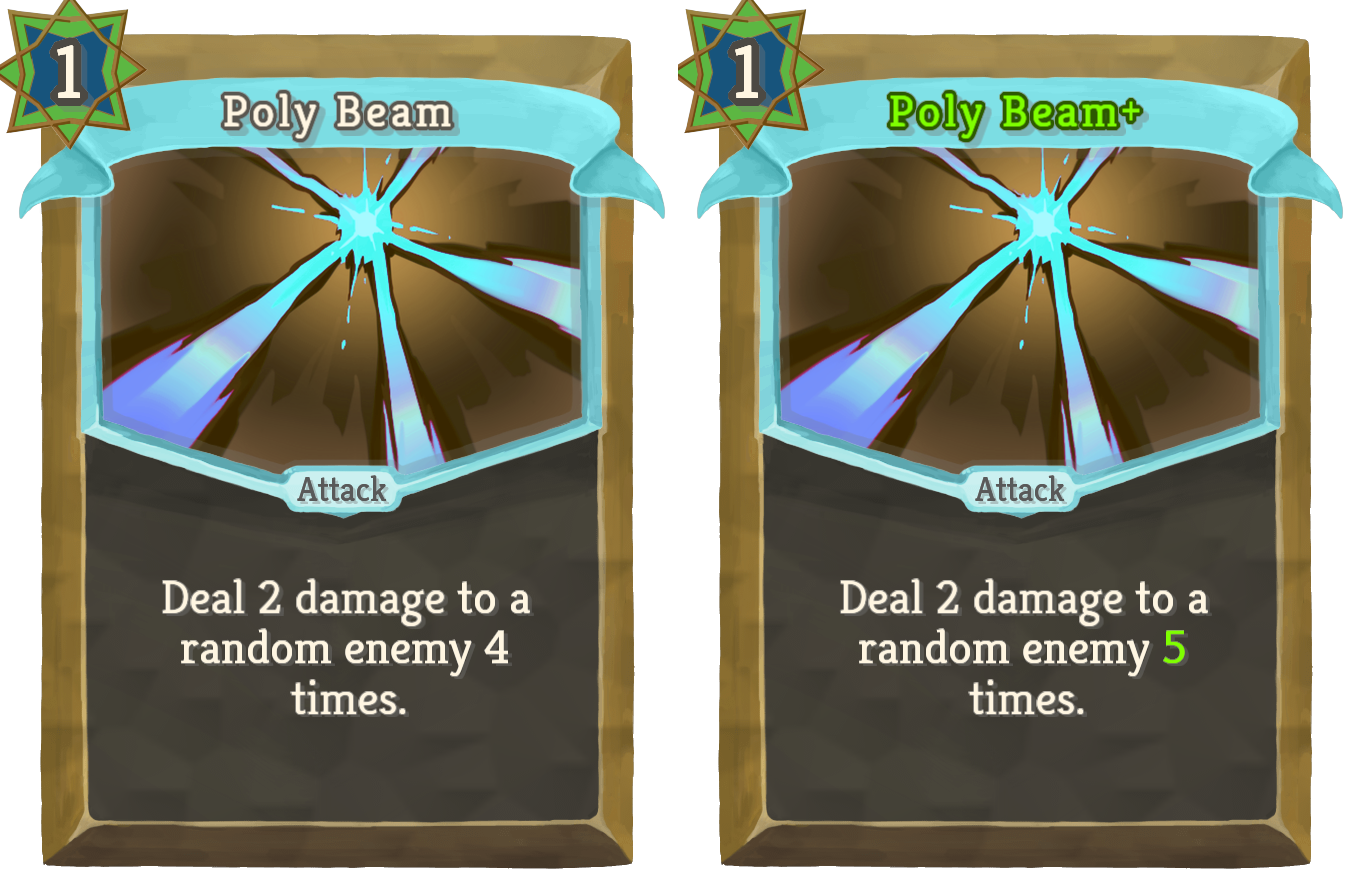 1
Poly Beam
Attack
Deal 2 damage to a
random enemy 4
times.
1
Poly Beam+
Attack
Deal 2 damage to a
random enemy 5
times.